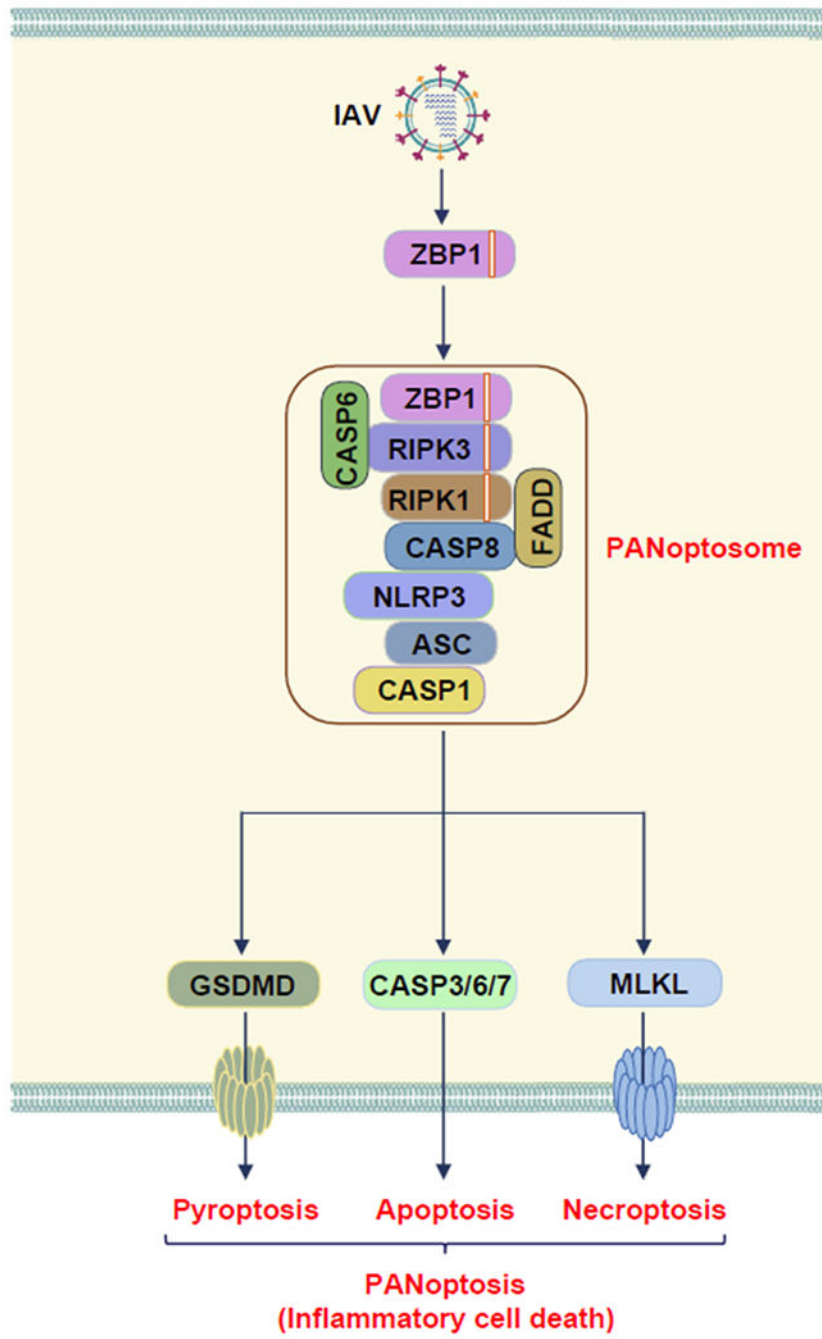 IAV
ZBP1
ZBP1
CASP6
RIPK3
RIPK1
FADD
CASP8
PANoptosome
NLRP3
ASC
CASP1
GSDMD
CASP3/6/7
MLKL
Pyroptosis
Apoptosis
Necroptosis
PANoptosis
(Inflammatory cell death)